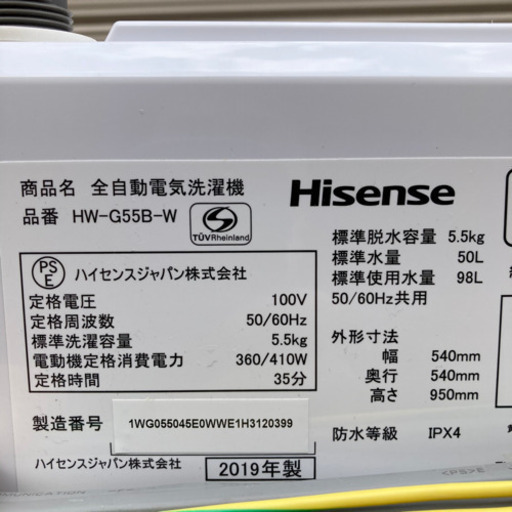 商品名 全自動電気洗濯機
品番 HW-G55B-W
S
TÜVRheinland
Hisense
PS
E
ハイセンスジャパン株式会社
定格電圧 100V
定格周波数 50/60Hz
標準洗濯容量 5.5kg
電動機定格消費電力 360/410W
定格時間 35分
製造番号 1WG055045E0WWE1H3120399
ハイセンスジャパン株式会社 2019年製
標準脱水容量 5.5kg
標準水量 50L
標準使用水量 98L
50/60Hz共用
外形寸法
幅 540mm
奥行 540mm
高さ 950mm
防水等級 IPX4